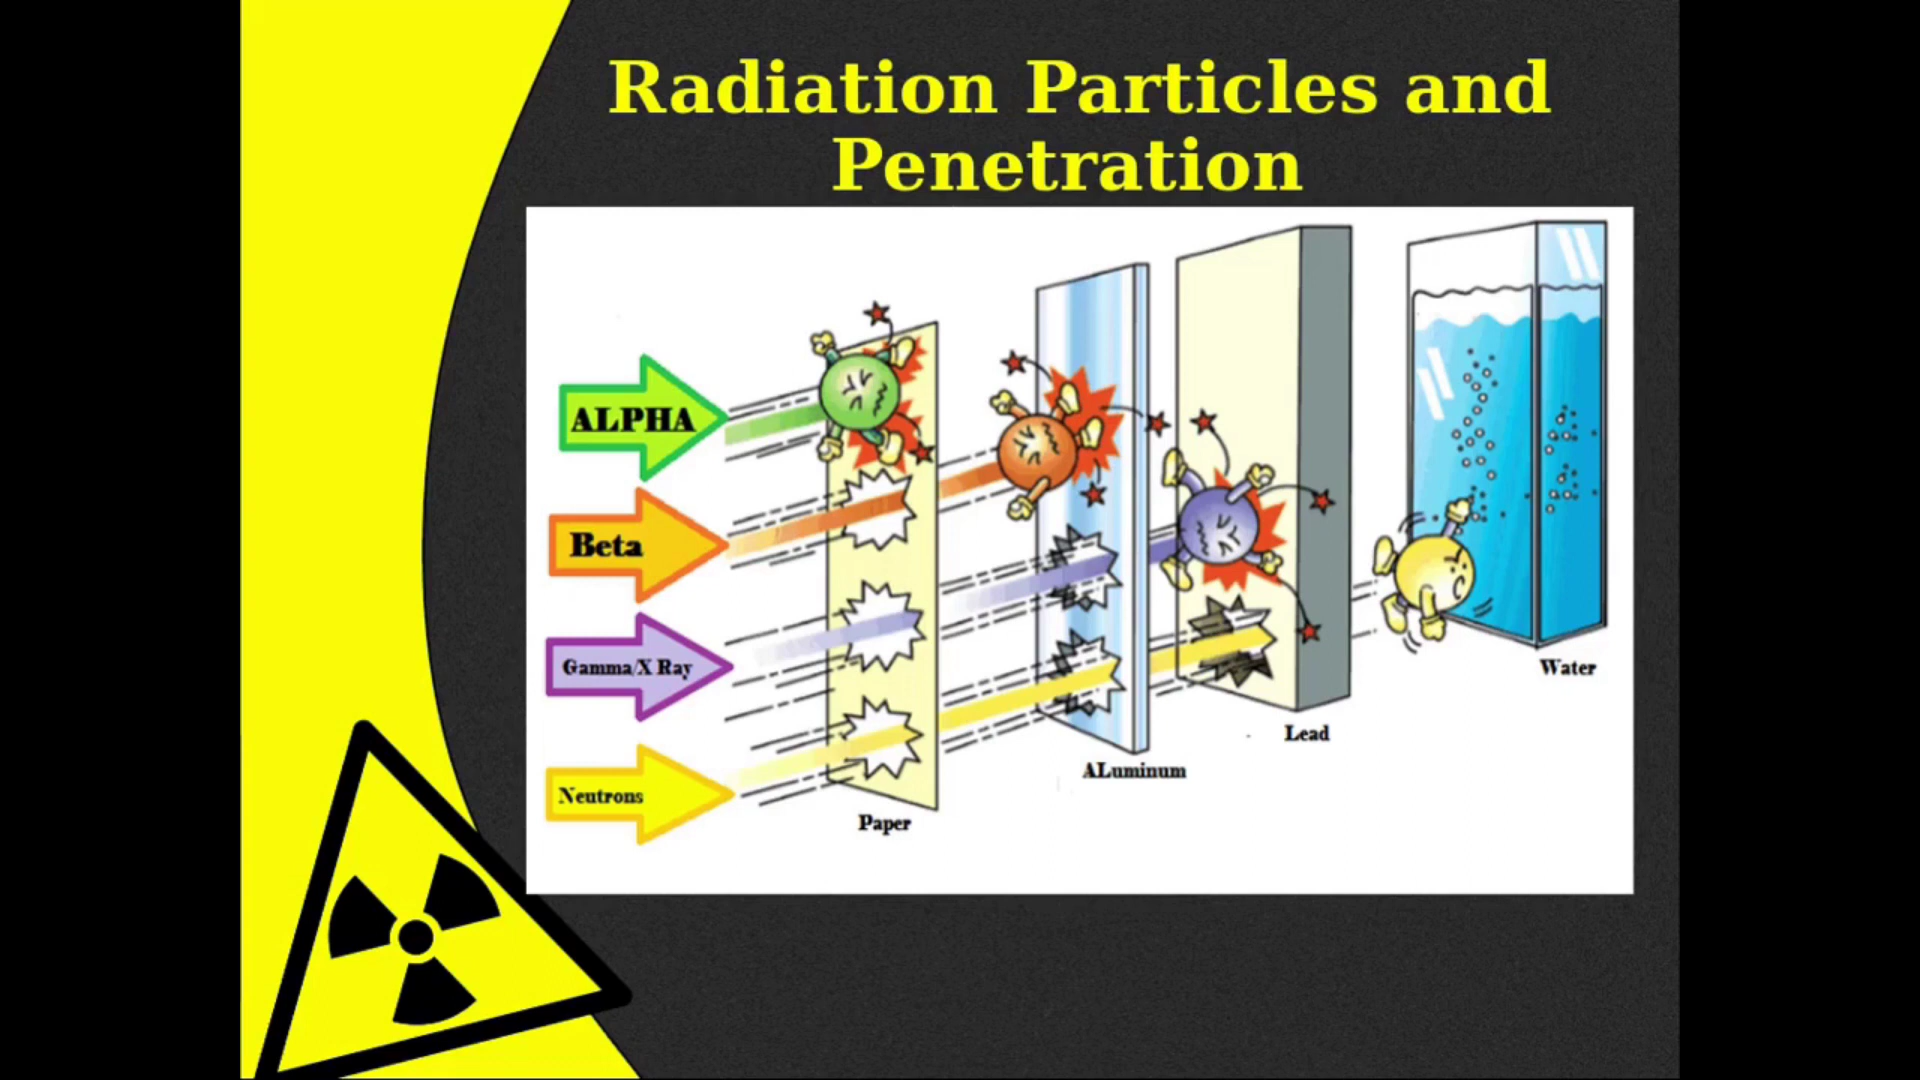 Radiation Particles and
Penetration
ALPHA
Beta
Gamma/X Ray
Neutrons
Paper
ALuminum
Lead
Water